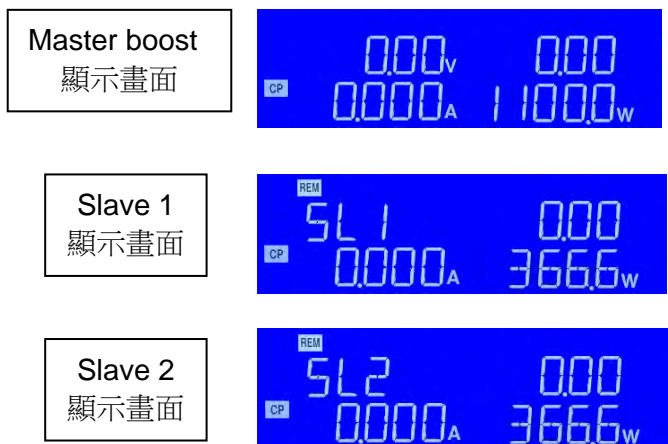 Master boost
顯示畫面
0.00V 0.00
CP 0.000A 1100.0W
Slave 1
顯示畫面
REM
SL1 0.00
CP 0.000A 366.6W
Slave 2
顯示畫面
REM
SL2 0.00
CP 0.000A 366.6W